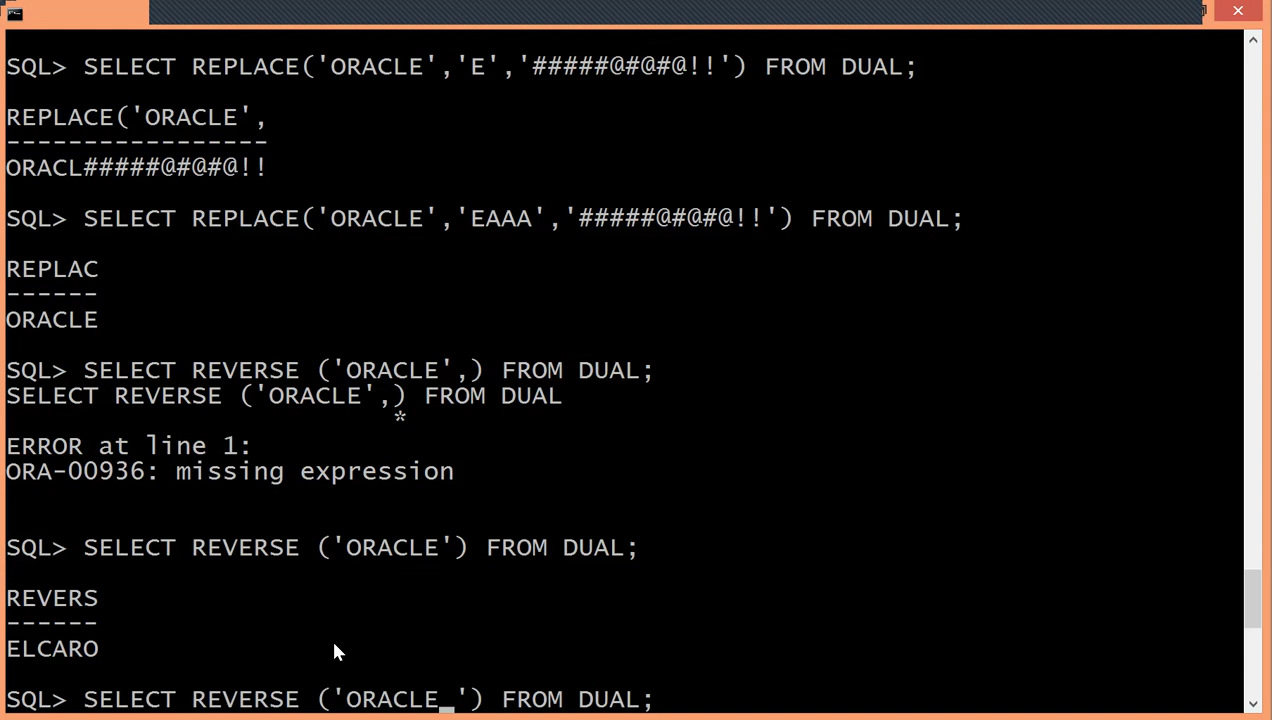 SQL> SELECT REPLACE('ORACLE','E','#####@#@#@!!') FROM DUAL;
REPLACE('ORACLE',
-----------------
ORACL#####@#@#@!!
SQL> SELECT REPLACE('ORACLE','EAAA','#####@#@#@!!') FROM DUAL;
REPLAC
------
ORACLE
SQL> SELECT REVERSE ('ORACLE',) FROM DUAL;
SELECT REVERSE ('ORACLE',) FROM DUAL
*
ERROR at line 1:
ORA-00936: missing expression
SQL> SELECT REVERSE ('ORACLE') FROM DUAL;
REVERS
------
ELCARO
SQL> SELECT REVERSE ('ORACLE ') FROM DUAL;